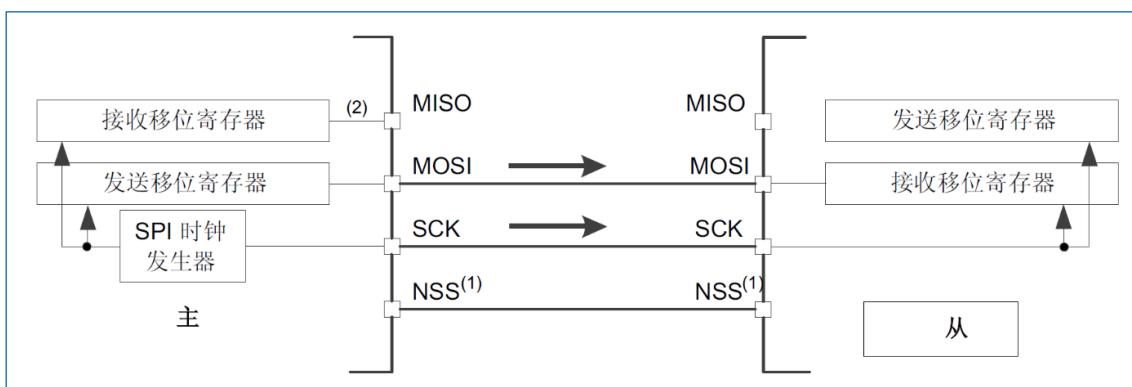 MISO
MISO
(2)
接收移位寄存器
发送移位寄存器
MOSI
MOSI
发送移位寄存器
接收移位寄存器
SCK
SCK
SPI 时钟
发生器
NSS(1)
NSS(1)
主
从